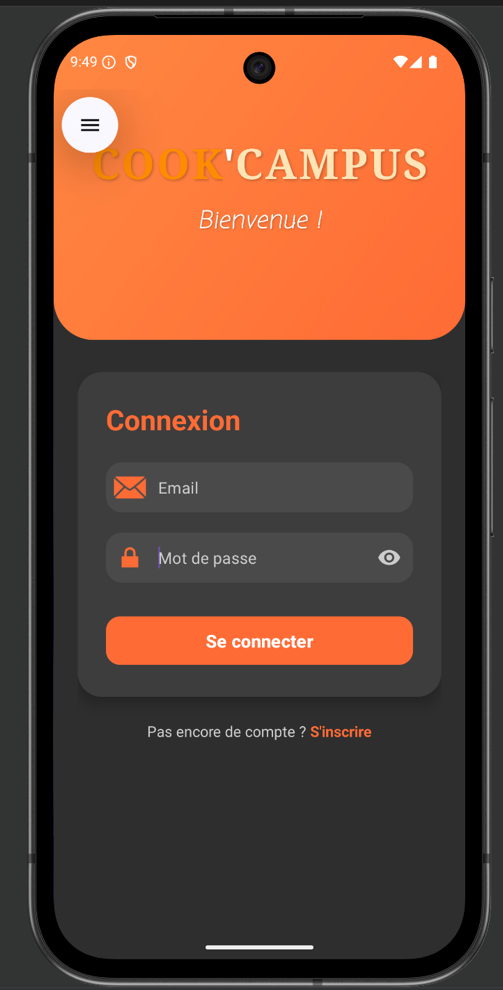 9:49
COOK'CAMPUS
Bienvenue !
Connexion
Email
Mot de passe
Se connecter
Pas encore de compte ? S'inscrire